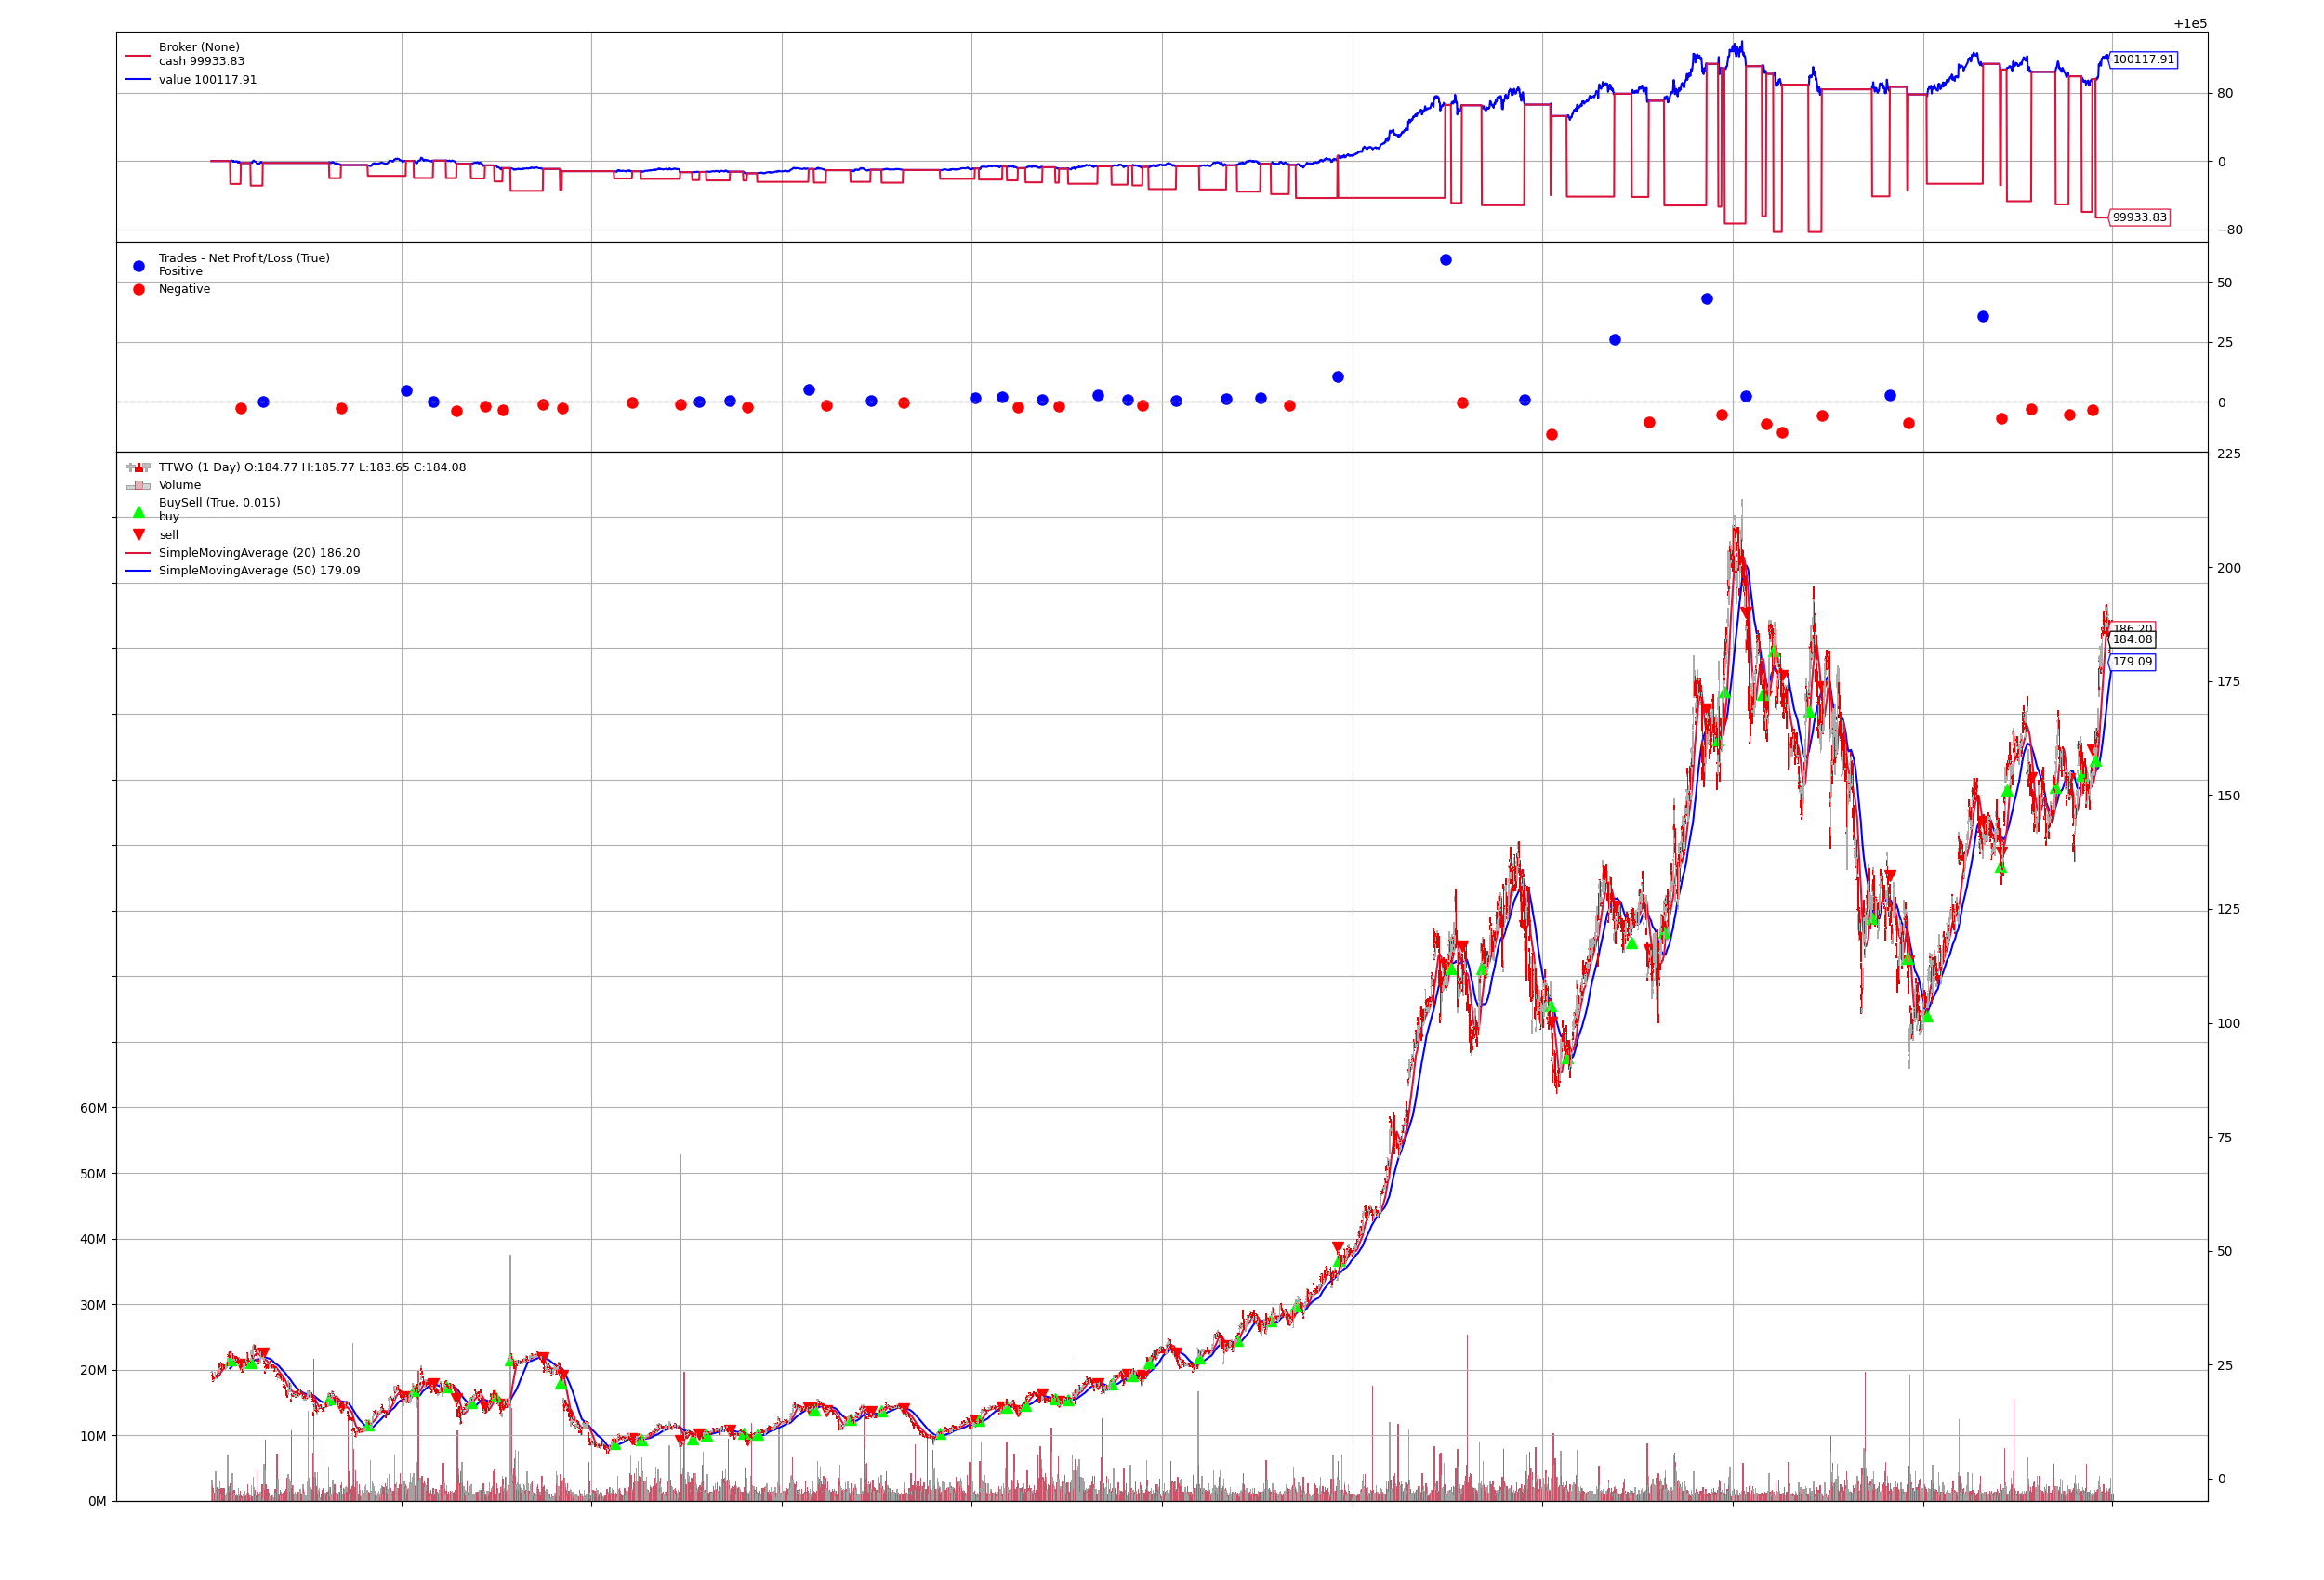 +1e5
Broker (None)
cash 99933.83
value 100117.91
100117.91
80
0
99933.83
−80
Trades - Net Profit/Loss (True)
Positive
Negative
50
25
0
TTWO (1 Day) O:184.77 H:185.77 L:183.65 C:184.08
Volume
BuySell (True, 0.015)
buy
sell
SimpleMovingAverage (20) 186.20
SimpleMovingAverage (50) 179.09
225
200
186.20
184.08
179.09
175
150
125
100
75
50
25
0
60M
50M
40M
30M
20M
10M
0M